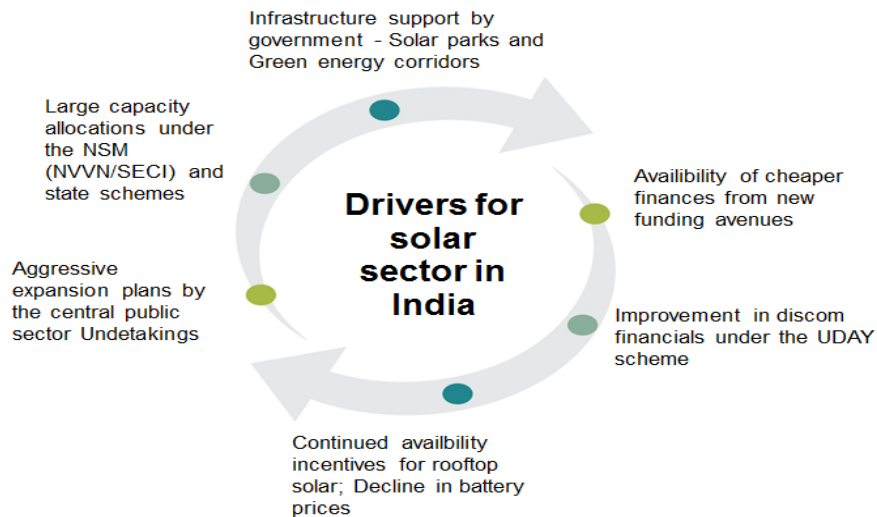 Infrastructure support by
government - Solar parks and
Green energy corridors
Large capacity
allocations under
the NSM
(NVVN/SECI) and
state schemes
Availibility of cheaper
finances from new
funding avenues
Drivers for
solar
sector in
India
Aggressive
expansion plans by
the central public
sector Undetakings
Improvement in discom
financials under the UDAY
scheme
Continued availbility
incentives for rooftop
solar; Decline in battery
prices